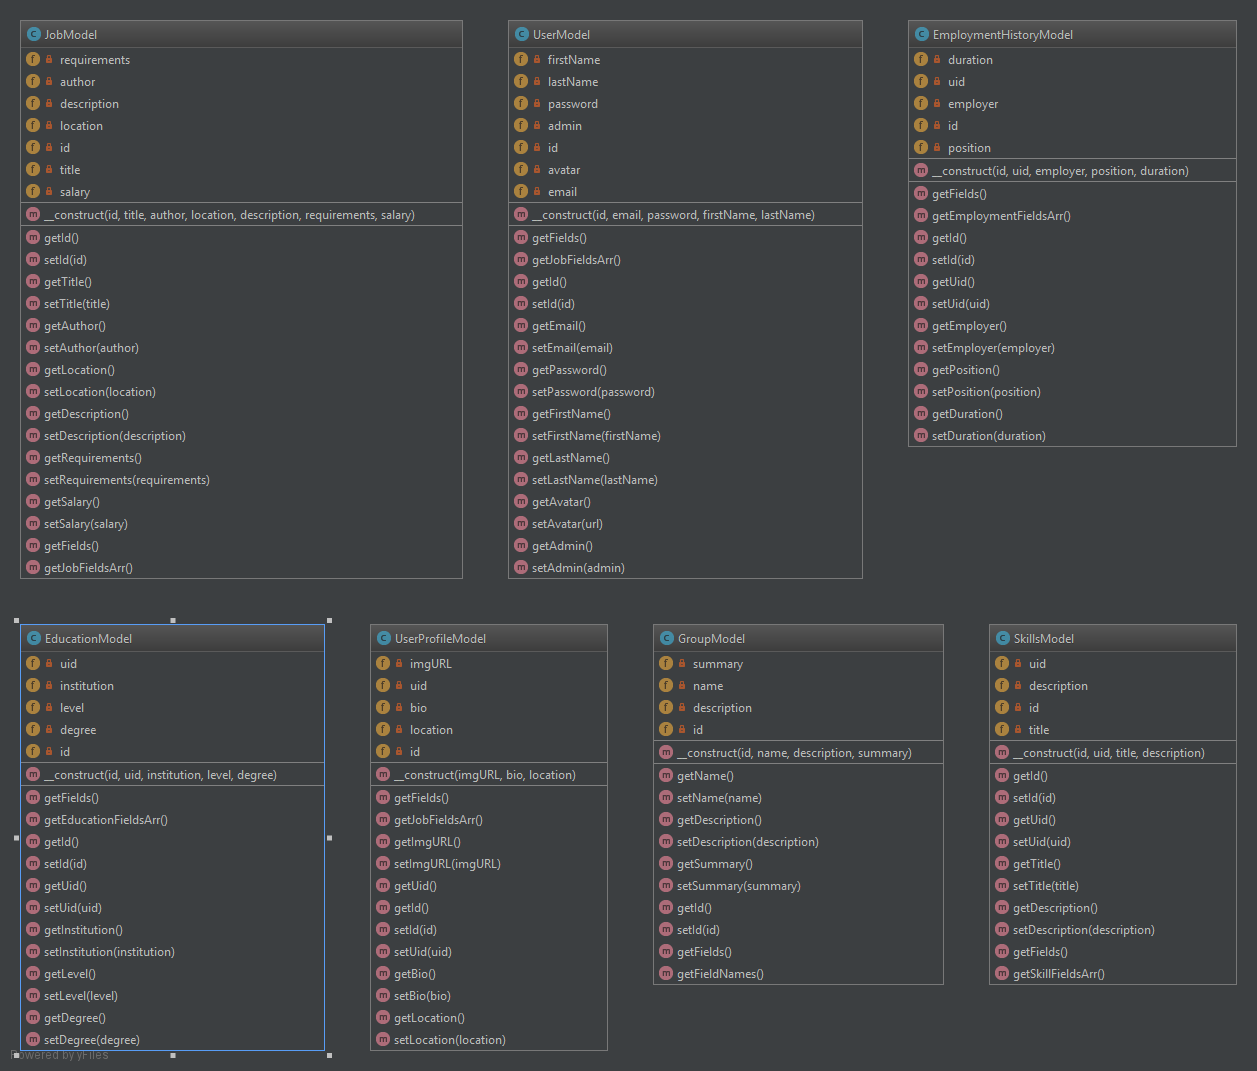 JobModel
requirements
author
description
location
id
title
salary
__construct(id, title, author, location, description, requirements, salary)
getId()
setId(id)
getTitle()
setTitle(title)
getAuthor()
setAuthor(author)
getLocation()
setLocation(location)
getDescription()
setDescription(description)
getRequirements()
setRequirements(requirements)
getSalary()
setSalary(salary)
getFields()
getJobFieldsArr()
UserModel
firstName
lastName
password
admin
id
avatar
email
__construct(id, email, password, firstName, lastName)
getFields()
getJobFieldsArr()
getId()
setId(id)
getEmail()
setEmail(email)
getPassword()
setPassword(password)
getFirstName()
setFirstName(firstName)
getLastName()
setLastName(lastName)
getAvatar()
setAvatar(url)
getAdmin()
setAdmin(admin)
EmploymentHistoryModel
duration
uid
employer
id
position
__construct(id, uid, employer, position, duration)
getFields()
getEmploymentFieldsArr()
getId()
setId(id)
getUid()
setUid(uid)
getEmployer()
setEmployer(employer)
getPosition()
setPosition(position)
getDuration()
setDuration(duration)
EducationModel
uid
institution
level
degree
id
__construct(id, uid, institution, level, degree)
getFields()
getEducationFieldsArr()
getId()
setId(id)
getUid()
setUid(uid)
getInstitution()
setInstitution(institution)
getLevel()
setLevel(level)
getDegree()
setDegree(degree)
UserProfileModel
imgURL
uid
bio
location
id
__construct(imgURL, bio, location)
getFields()
getJobFieldsArr()
getImgURL()
setImgURL(imgURL)
getUid()
getId()
setId(id)
setUid(uid)
getBio()
setBio(bio)
getLocation()
setLocation(location)
GroupModel
summary
name
description
id
__construct(id, name, description, summary)
getName()
setName(name)
getDescription()
setDescription(description)
getSummary()
setSummary(summary)
getId()
setId(id)
getFields()
getFieldNames()
SkillsModel
uid
description
id
title
__construct(id, uid, title, description)
getId()
setId(id)
getUid()
setUid(uid)
getTitle()
setTitle(title)
getDescription()
setDescription(description)
getFields()
getSkillFieldsArr()
Powered by yFiles